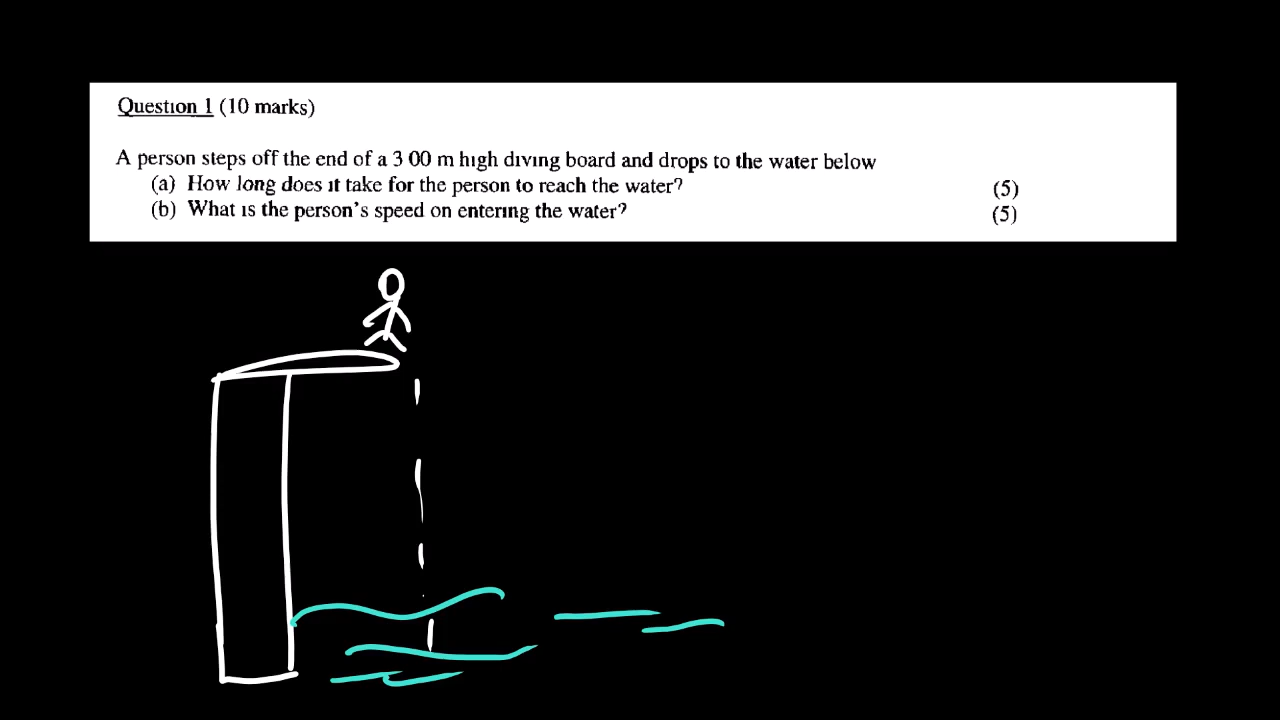 Question 1 (10 marks)
A person steps off the end of a 3 00 m high diving board and drops to the water below
(a) How long does it take for the person to reach the water? (5)
(b) What is the person's speed on entering the water? (5)